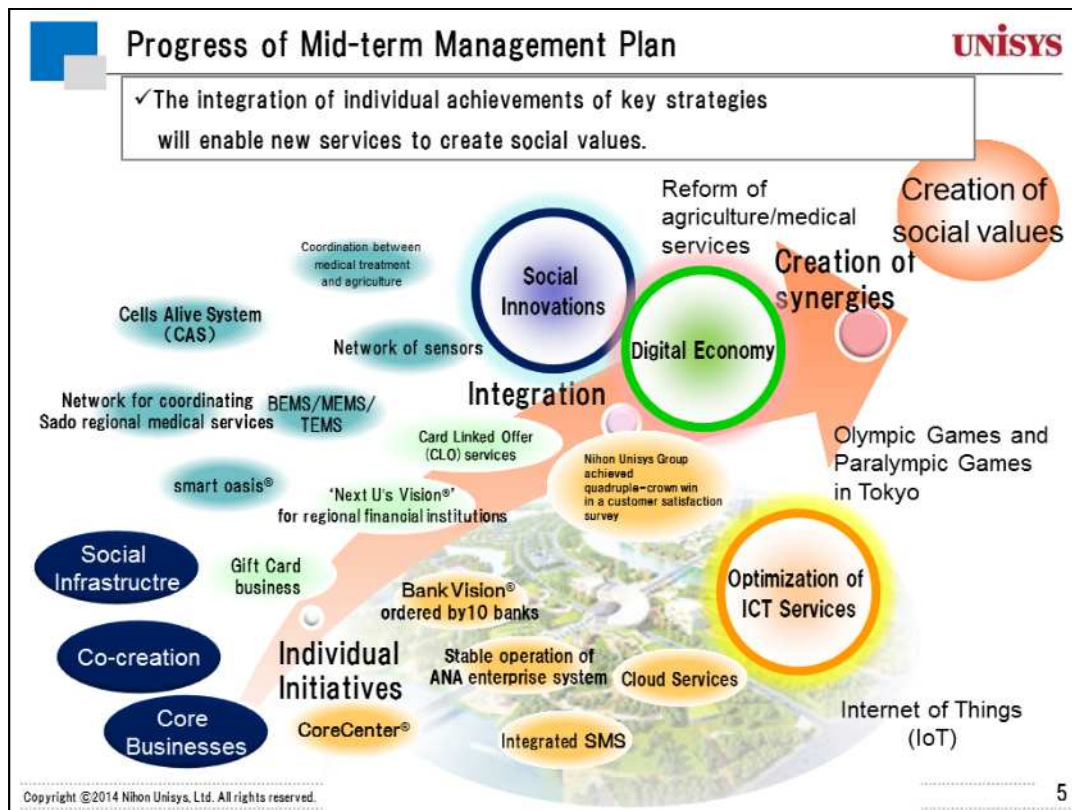 Progress of Mid-term Management Plan
UNiSYS
✓The integration of individual achievements of key strategies
will enable new services to create social values.
Creation of
social values
Reform of
agriculture/medical
services
Creation of
synergies
Coordination between
medical treatment
and agriculture
Social
Innovations
Cells Alive System
(CAS)
Network of sensors
Digital Economy
Integration
Network for coordinating
Sado regional medical services
BEMS/MEMS/
TEMS
Card Linked Offer
(CLO) services
Nihon Unisys Group
achieved
quadruple-crown win
in a customer satisfaction
survey
Olympic Games and
Paralympic Games
in Tokyo
smart oasis®
"Next U's Vision®"
for regional financial institutions
Social
Infrastructre
Gift Card
business
BankVision®
ordered by10 banks
Optimization of
ICT Services
Co-creation
Individual
Initiatives
Stable operation of
ANA enterprise system
Cloud Services
Core
Businesses
CoreCenter®
Integrated SMS
Internet of Things
(IoT)
Copyright ©2014 Nihon Unisys, Ltd. All rights reserved.
5